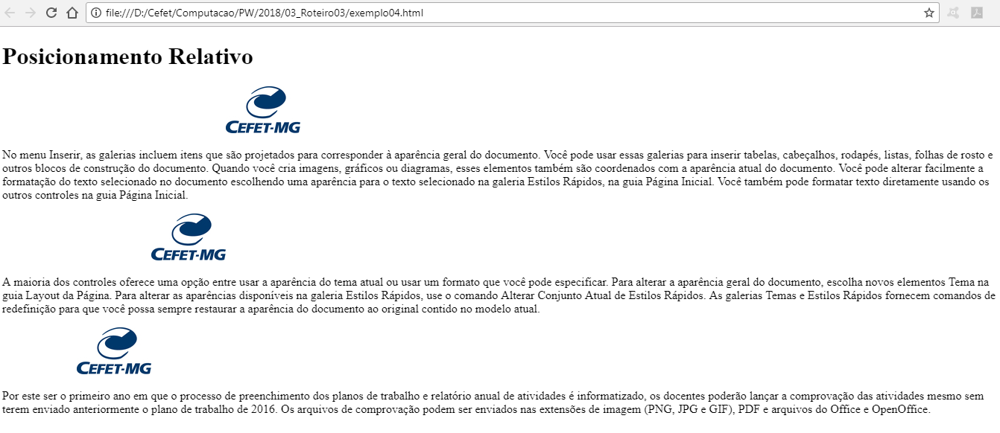 file:///D:/Cefet/Computacao/PW/2018/03_Roteiro03/exemplo04.html
Posicionamento Relativo
CEFET-MG
No menu Inserir, as galerias incluem itens que são projetados para corresponder à aparência geral do documento. Você pode usar essas galerias para inserir tabelas, cabeçalhos, rodapés, listas, folhas de rosto e
outros blocos de construção do documento. Quando você cria imagens, gráficos ou diagramas, esses elementos também são coordenados com a aparência atual do documento. Você pode alterar facilmente a
formatação do texto selecionado no documento escolhendo uma aparência para o texto selecionado na galeria Estilos Rápidos, na guia Página Inicial. Você também pode formatar texto diretamente usando os
outros controles na guia Página Inicial.
CEFET-MG
A maioria dos controles oferece uma opção entre usar a aparência do tema atual ou usar um formato que você pode especificar. Para alterar a aparência geral do documento, escolha novos elementos Tema na
guia Layout da Página. Para alterar as aparências disponíveis na galeria Estilos Rápidos, use o comando Alterar Conjunto Atual de Estilos Rápidos. As galerias Temas e Estilos Rápidos fornecem comandos de
redefinição para que você possa sempre restaurar a aparência do documento ao original contido no modelo atual.
CEFET-MG
Por este ser o primeiro ano em que o processo de preenchimento dos planos de trabalho e relatório anual de atividades é informatizado, os docentes poderão lançar a comprovação das atividades mesmo sem
terem enviado anteriormente o plano de trabalho de 2016. Os arquivos de comprovação podem ser enviados nas extensões de imagem (PNG, JPG e GIF), PDF e arquivos do Office e OpenOffice.